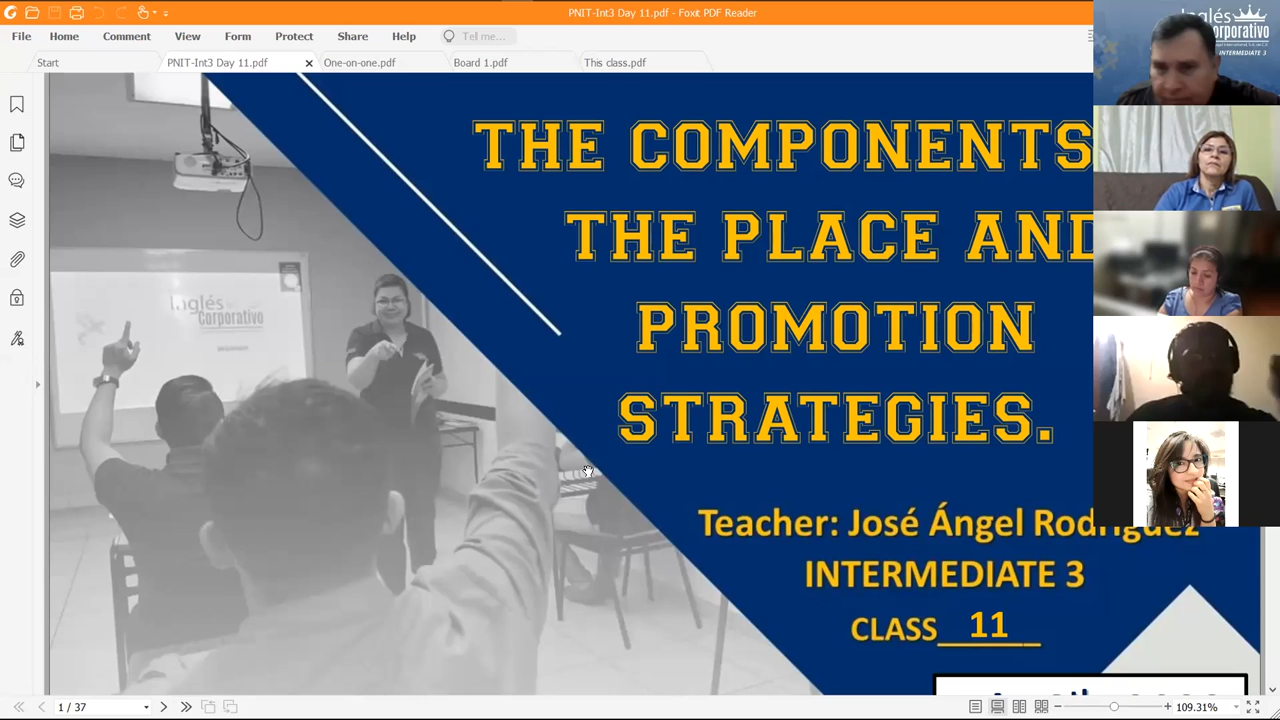 PNIT-Int3 Day 11.pdf - Foxit PDF Reader
File Home Comment View Form Protect Share Help Tell me...
Start PNIT-Int3 Day 11.pdf One-on-one.pdf Board 1.pdf This class.pdf
Inglés
Corporativo
INTERMEDIATE 3
THE COMPONENTS
THE PLACE AND
PROMOTION
STRATEGIES.
Inglés
Corporativo
Teacher: José Ángel Rodríguez
INTERMEDIATE 3
CLASS 11
1 / 37
109.31%